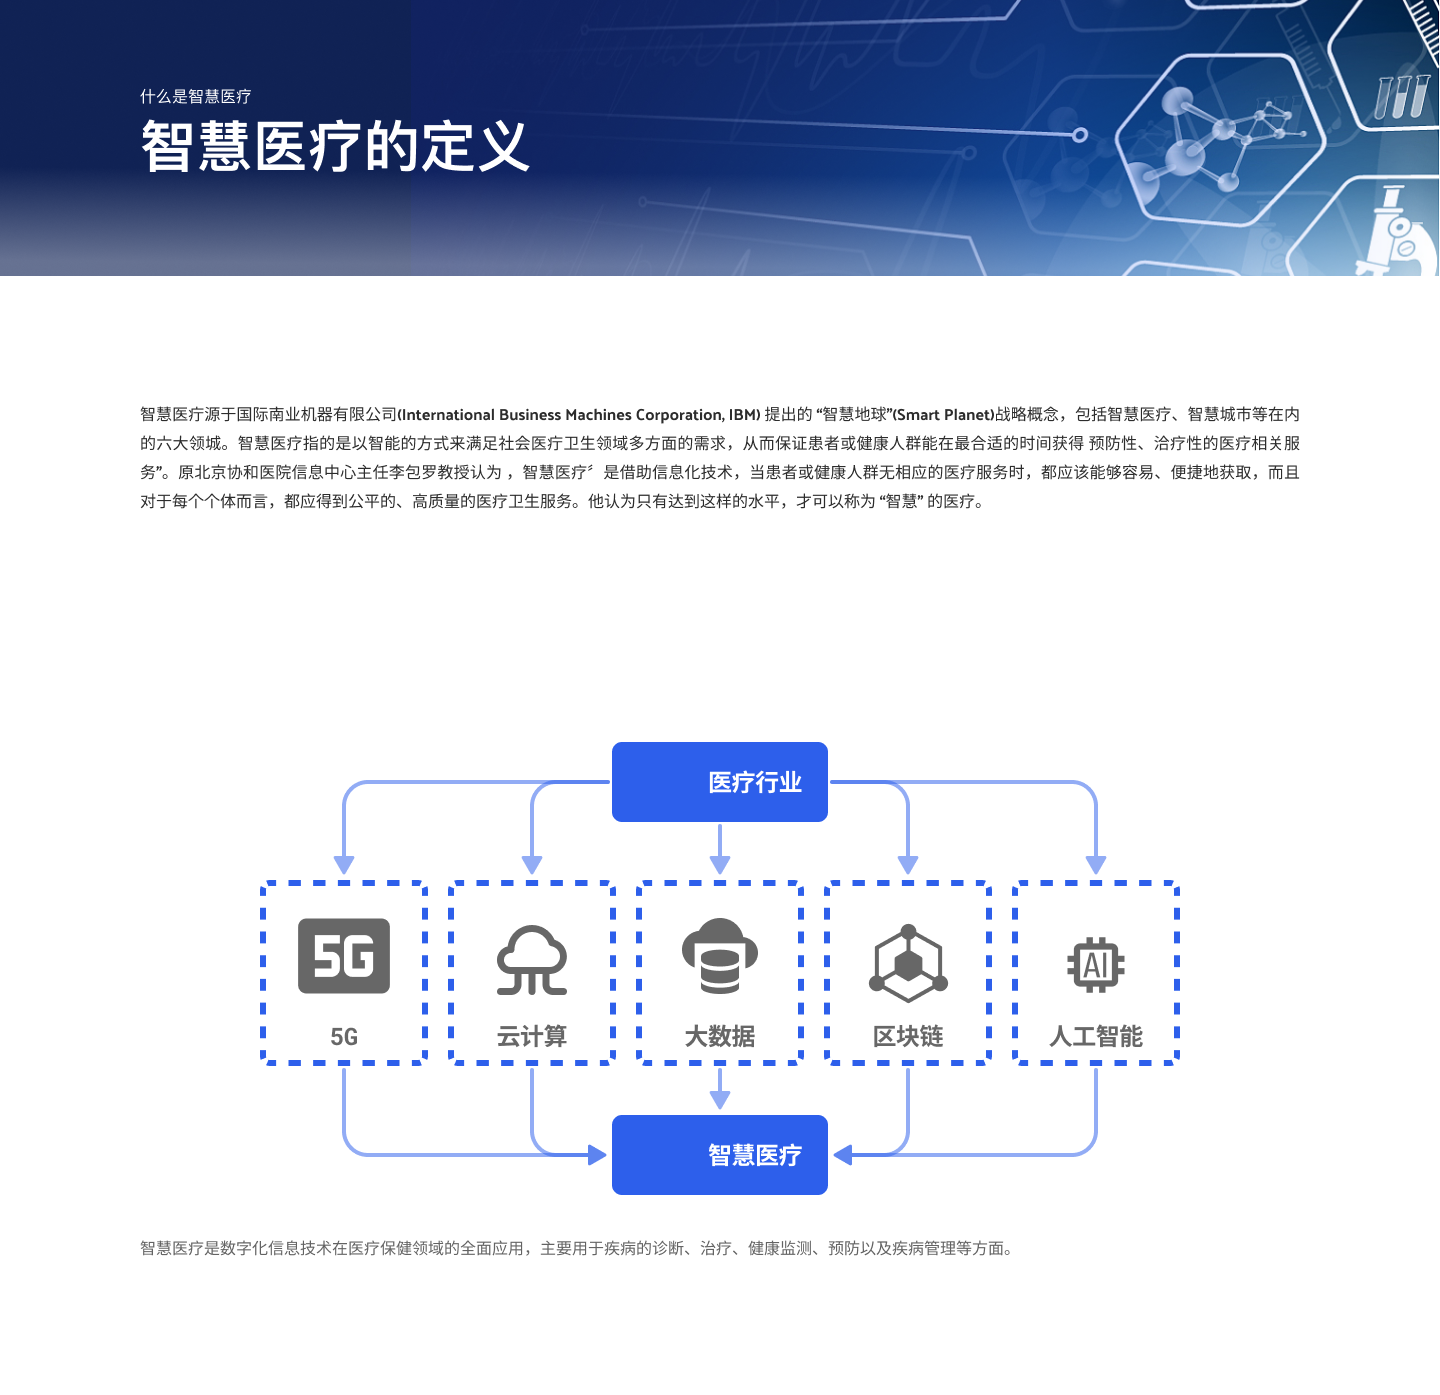 什么是智慧医疗
智慧医疗的定义
智慧医疗源于国际南业机器有限公司(International Business Machines Corporation, IBM) 提出的 “智慧地球”(Smart Planet)战略概念，包括智慧医疗、智慧城市等在内
的六大领城。智慧医疗指的是以智能的方式来满足社会医疗卫生领域多方面的需求，从而保证患者或健康人群能在最合适的时间获得 预防性、治疗性的医疗相关服
务”。原北京协和医院信息中心主任李包罗教授认为 ，智慧医疗〞是借助信息化技术，当患者或健康人群无相应的医疗服务时，都应该能够容易、便捷地获取，而且
对于每个个体而言，都应得到公平的、高质量的医疗卫生服务。他认为只有达到这样的水平，才可以称为 “智慧” 的医疗。
医疗行业
5G
5G
云计算
大数据
区块链
AI
人工智能
智慧医疗
智慧医疗是数字化信息技术在医疗保健领域的全面应用，主要用于疾病的诊断、治疗、健康监测、预防以及疾病管理等方面。